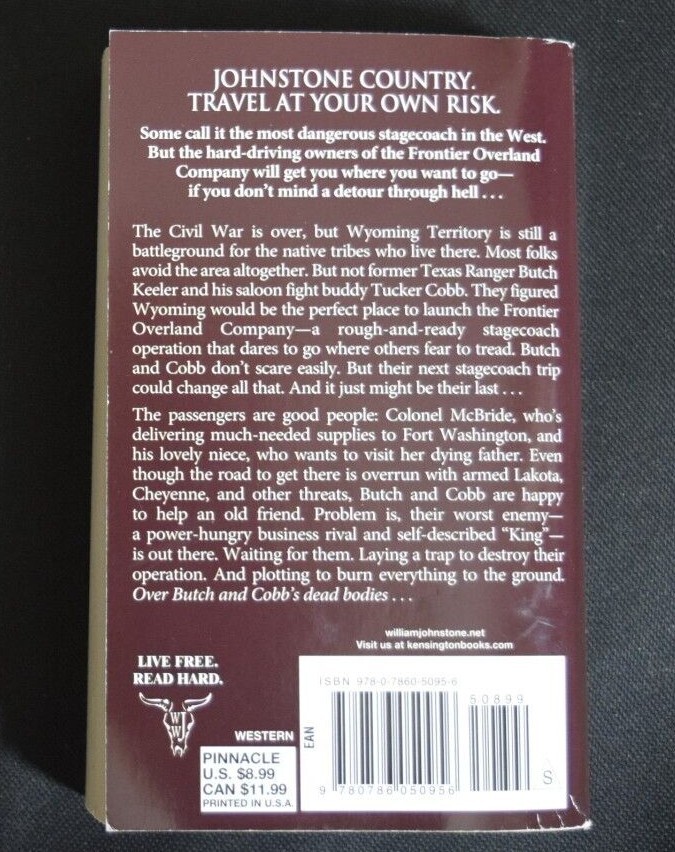 JOHNSTONE COUNTRY.
TRAVEL AT YOUR OWN RISK.
Some call it the most dangerous stagecoach in the West.
But the hard-driving owners of the Frontier Overland
Company will get you where you want to go—
if you don't mind a detour through hell . . .
The Civil War is over, but Wyoming Territory is still a
battleground for the native tribes who live there. Most folks
avoid the area altogether. But not former Texas Ranger Butch
Keeler and his saloon fight buddy Tucker Cobb. They figured
Wyoming would be the perfect place to launch the Frontier
Overland Company—a rough-and-ready stagecoach
operation that dares to go where others fear to tread. Butch
and Cobb don't scare easily. But their next stagecoach trip
could change all that. And it just might be their last . . .
The passengers are good people: Colonel McBride, who's
delivering much-needed supplies to Fort Washington, and
his lovely niece, who wants to visit her dying father. Even
though the road to get there is overrun with armed Lakota,
Cheyenne, and other threats, Butch and Cobb are happy
to help an old friend. Problem is, their worst enemy—
a power-hungry business rival and self-described "King"—
is out there. Waiting for them. Laying a trap to destroy their
operation. And plotting to burn everything to the ground.
Over Butch and Cobb's dead bodies . . .
williamjohnstone.net
Visit us at kensingtonbooks.com
LIVE FREE.
READ HARD.
WJ
WESTERN
PINNACLE
U.S. $8.99
CAN $11.99
PRINTED IN U.S.A.
EAN
ISBN 978-0-7860-5095-6
50899
9 780786 050956
S